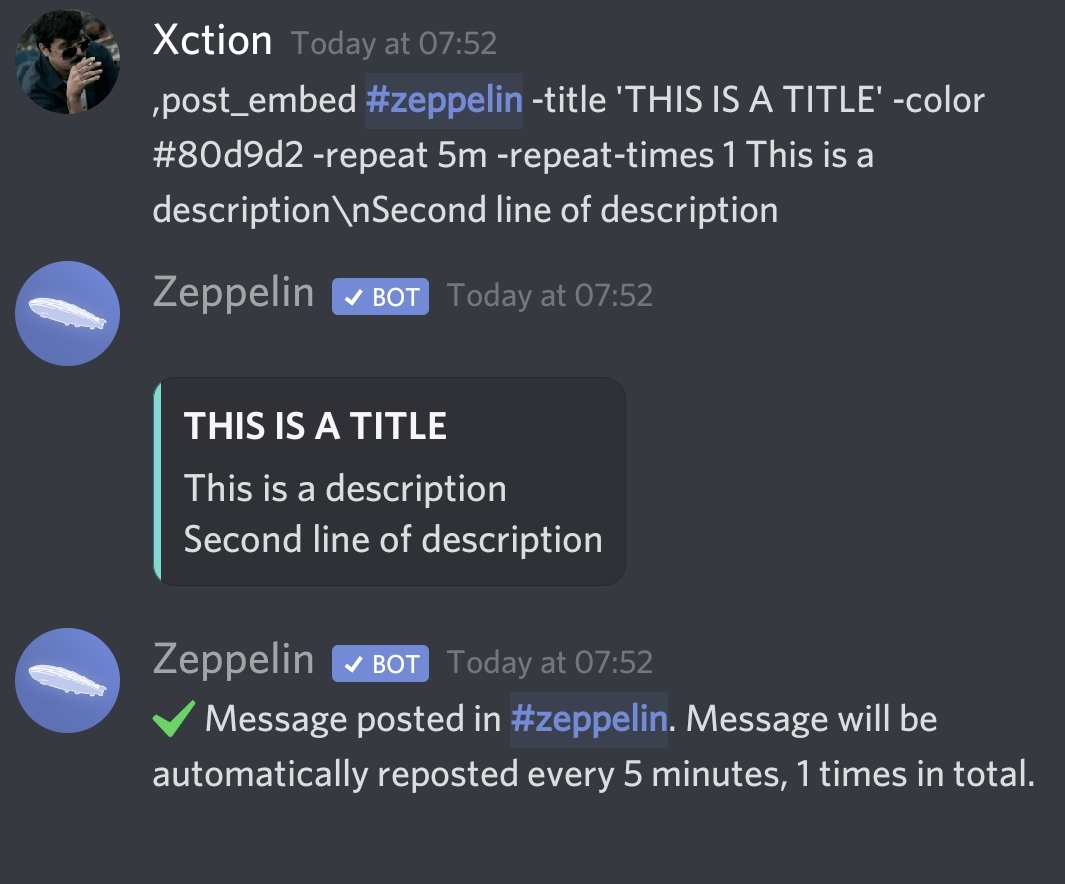 Xction Today at 07:52
,post_embed #zeppelin -title 'THIS IS A TITLE' -color
#80d9d2 -repeat 5m -repeat-times 1 This is a
description\nSecond line of description
Zeppelin ✓ BOT Today at 07:52
THIS IS A TITLE
This is a description
Second line of description
Zeppelin ✓ BOT Today at 07:52
Message posted in #zeppelin. Message will be
automatically reposted every 5 minutes, 1 times in total.